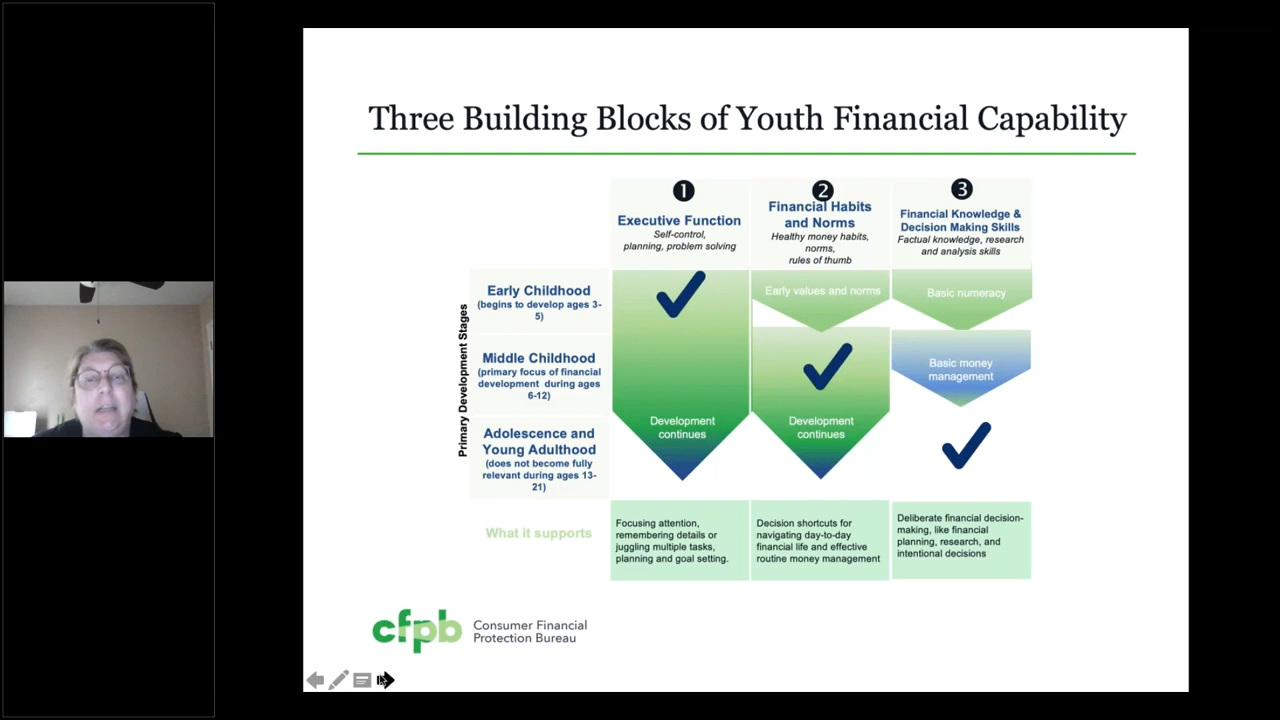 Three Building Blocks of Youth Financial Capability
1
Executive Function
Self-control,
planning, problem solving
2
Financial Habits
and Norms
Healthy money habits,
norms,
rules of thumb
3
Financial Knowledge &
Decision Making Skills
Factual knowledge, research
and analysis skills
Primary Development Stages
Early Childhood
(begins to develop ages 3-
5)
Early values and norms
Basic numeracy
Middle Childhood
(primary focus of financial
development during ages
6-12)
Basic money
management
Adolescence and
Young Adulthood
(does not become fully
relevant during ages 13-
21)
Development
continues
Development
continues
What it supports
Focusing attention,
remembering details or
juggling multiple tasks,
planning and goal setting.
Decision shortcuts for
navigating day-to-day
financial life and effective
routine money management
Deliberate financial decision-
making, like financial
planning, research, and
intentional decisions
cfpb
Consumer Financial
Protection Bureau